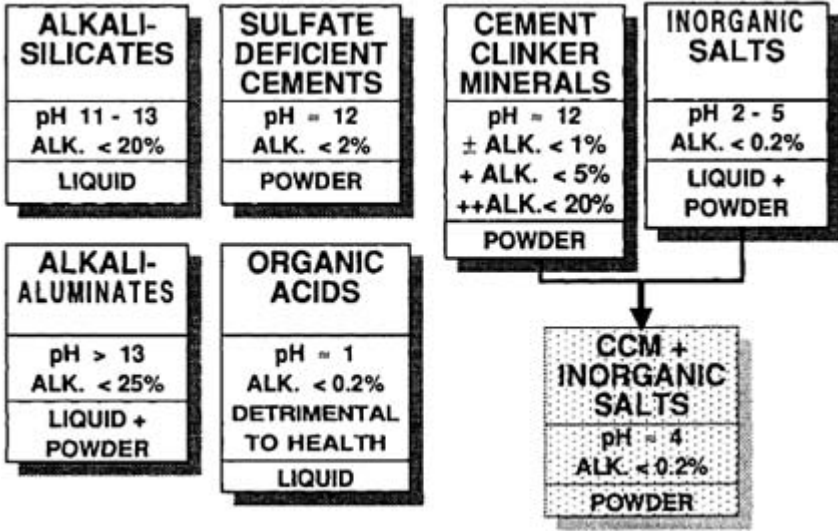 ALKALI-
SILICATES
pH 11 - 13
ALK. < 20%
LIQUID
SULFATE
DEFICIENT
CEMENTS
pH ≈ 12
ALK. < 2%
POWDER
CEMENT
CLINKER
MINERALS
pH ≈ 12
± ALK. < 1%
+ ALK. < 5%
++ALK.< 20%
POWDER
INORGANIC
SALTS
pH 2 - 5
ALK. < 0.2%
LIQUID +
POWDER
ALKALI-
ALUMINATES
pH > 13
ALK. < 25%
LIQUID +
POWDER
ORGANIC
ACIDS
pH ≈ 1
ALK. < 0.2%
DETRIMENTAL
TO HEALTH
LIQUID
CCM +
INORGANIC
SALTS
pH ≈ 4
ALK. < 0.2%
POWDER